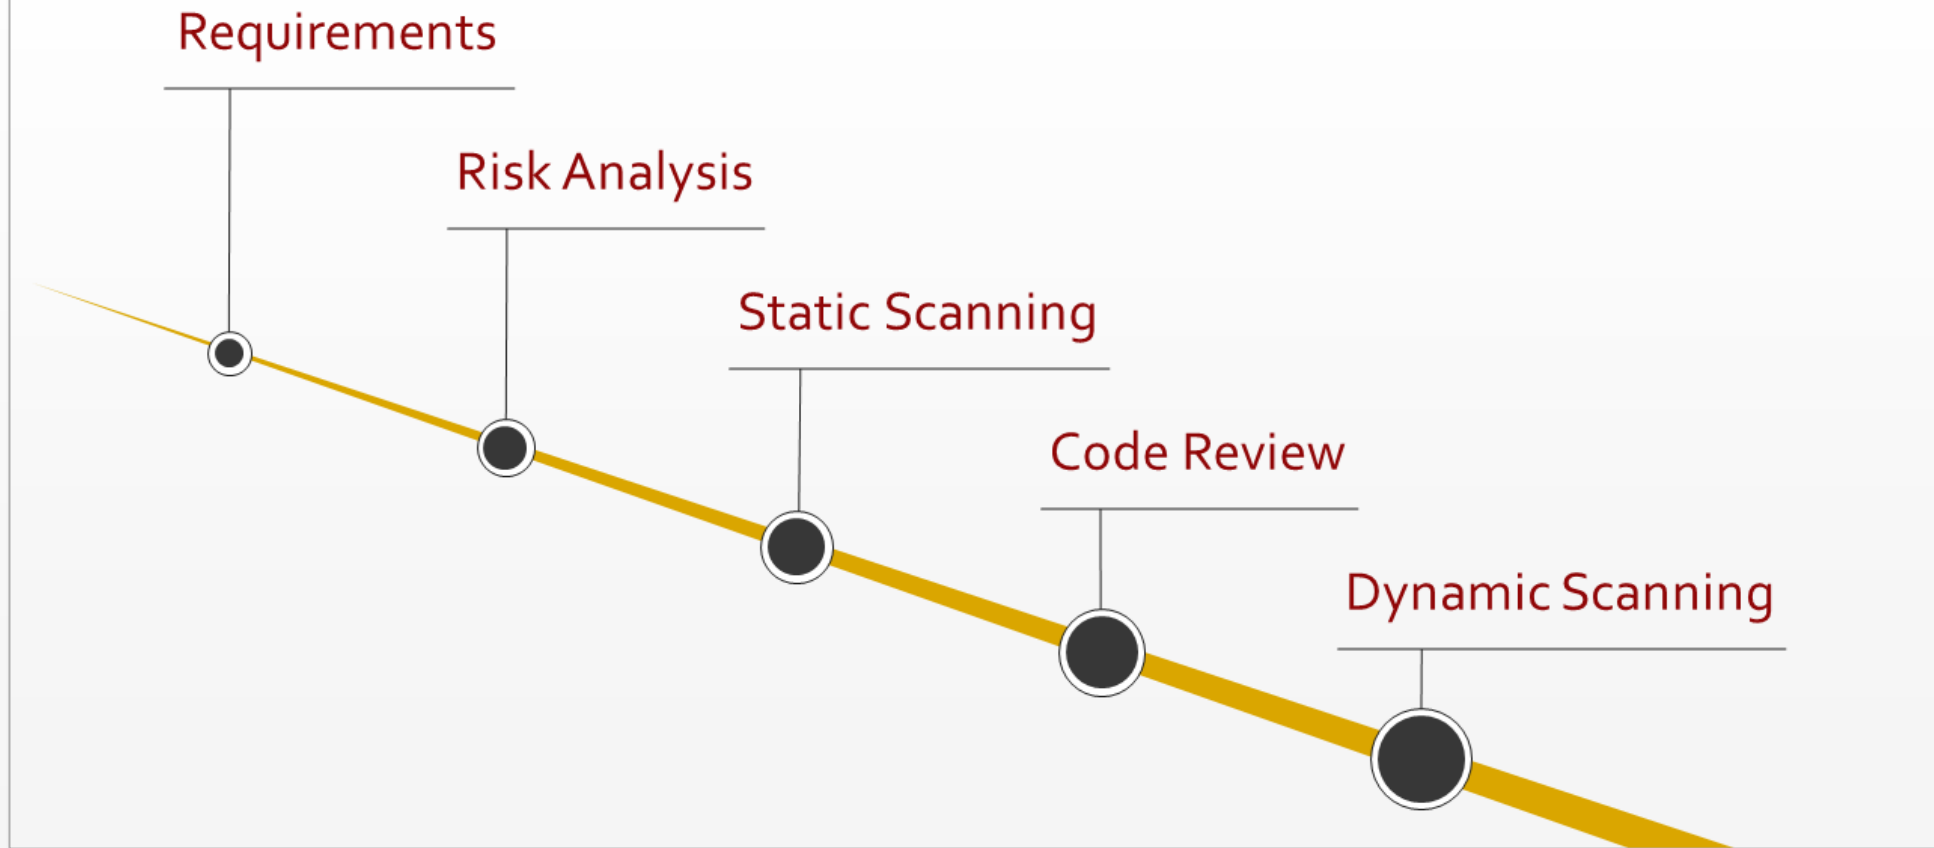 Requirements
Risk Analysis
Static Scanning
Code Review
Dynamic Scanning